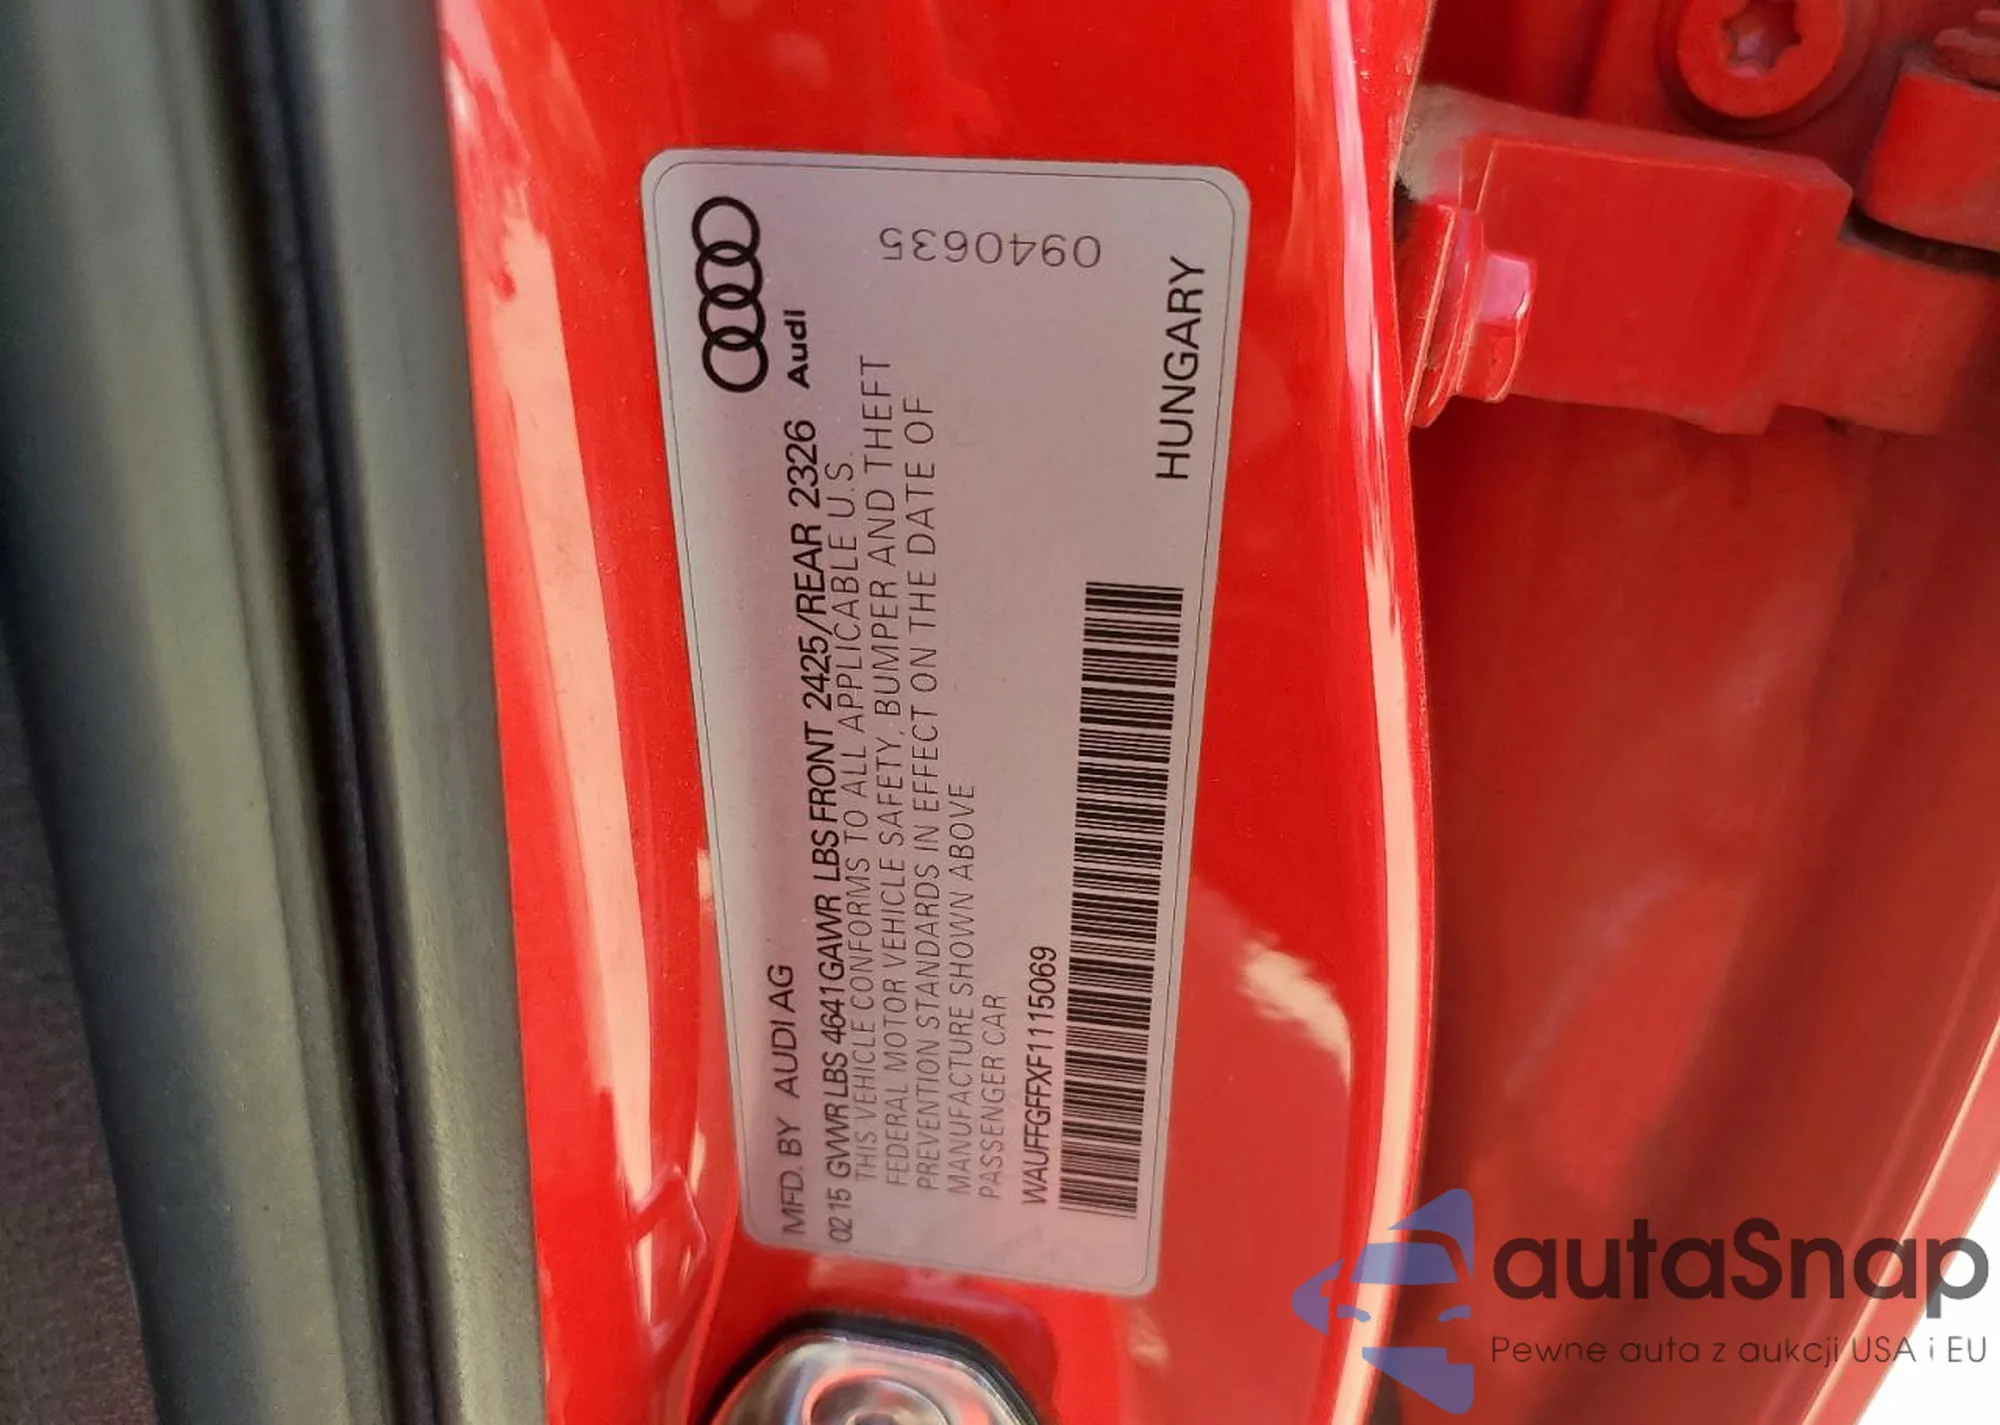 Audi
MFD. BY AUDI AG
0215 GVWR LBS 4641 GAWR LBS FRONT 2425/REAR 2326
THIS VEHICLE CONFORMS TO ALL APPLICABLE U.S.
FEDERAL MOTOR VEHICLE SAFETY, BUMPER AND THEFT
PREVENTION STANDARDS IN EFFECT ON THE DATE OF
MANUFACTURE SHOWN ABOVE
PASSENGER CAR
WAUFFGFFXF1115069
HUNGARY
0940635
autaSnap
Pewne auta z aukcji USA i EU